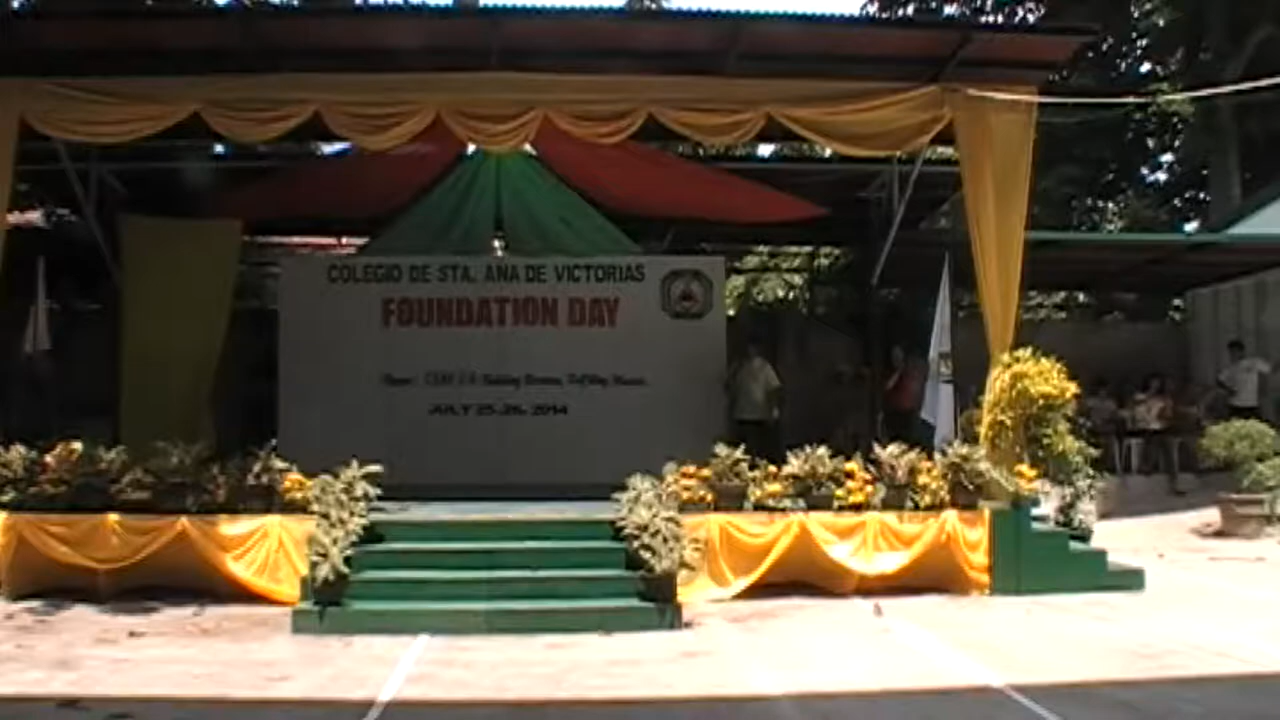 COLEGIO DE STA. ANA DE VICTORIAS
FOUNDATION DAY
JULY 25-26, 2014